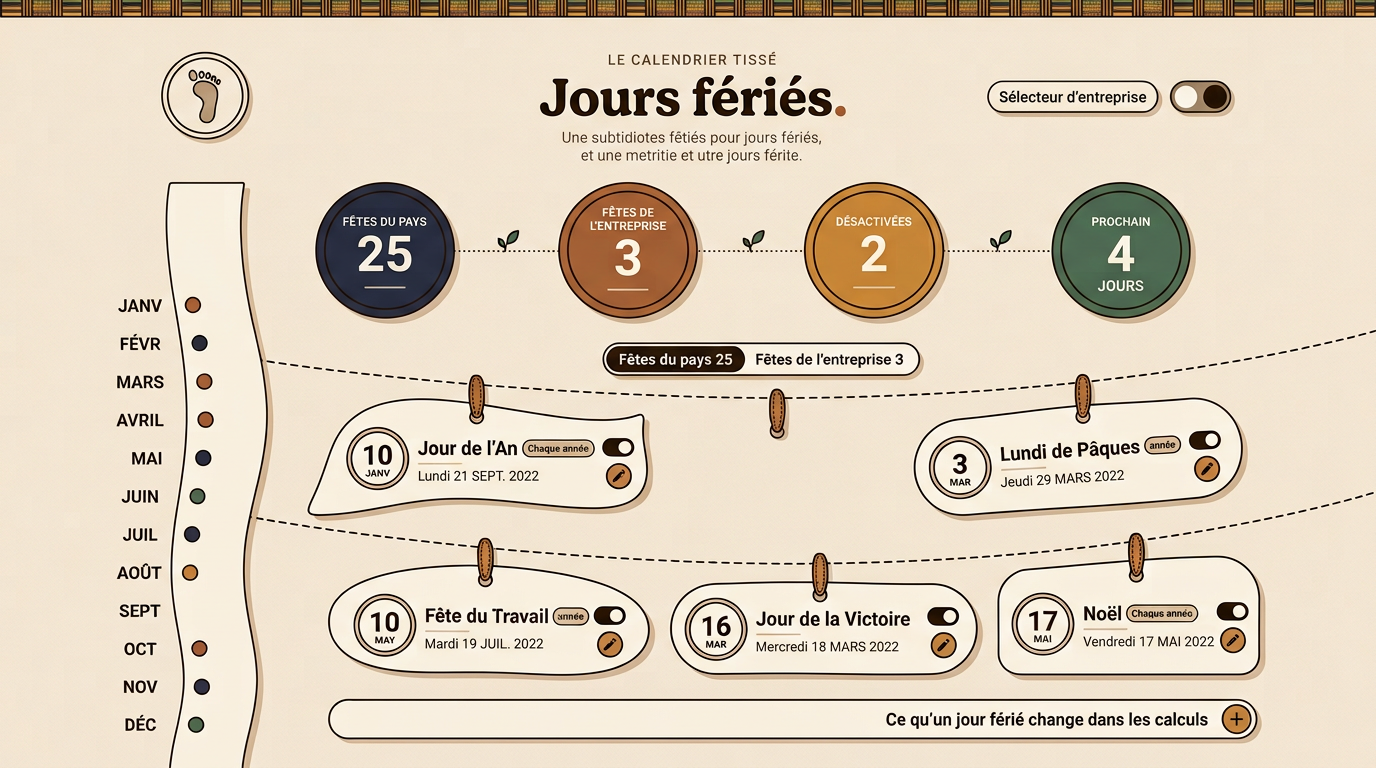 LE CALENDRIER TISSÉ
Jours fériés.
Une subtidiotes fêtiés pour jours fériés,
et une metritie et utre jours férite.
Sélecteur d'entreprise
FÊTES DU PAYS
25
FÊTES DE
L'ENTREPRISE
3
DÉSACTIVÉES
2
PROCHAIN
4
JOURS
JANV
FÉVR
MARS
AVRIL
MAI
JUIN
JUIL
AOÛT
SEPT
OCT
NOV
DÉC
Fêtes du pays 25
Fêtes de l'entreprise 3
10
JANV
Jour de l'An
Chaque année
Lundi 21 SEPT. 2022
3
MAR
Lundi de Pâques
année
Jeudi 29 MARS 2022
10
MAY
Fête du Travail
année
Mardi 19 JUIL. 2022
16
MAR
Jour de la Victoire
Mercredi 18 MARS 2022
17
MAI
Noël
Chaqus année
Vendredi 17 MAI 2022
Ce qu'un jour férié change dans les calculs